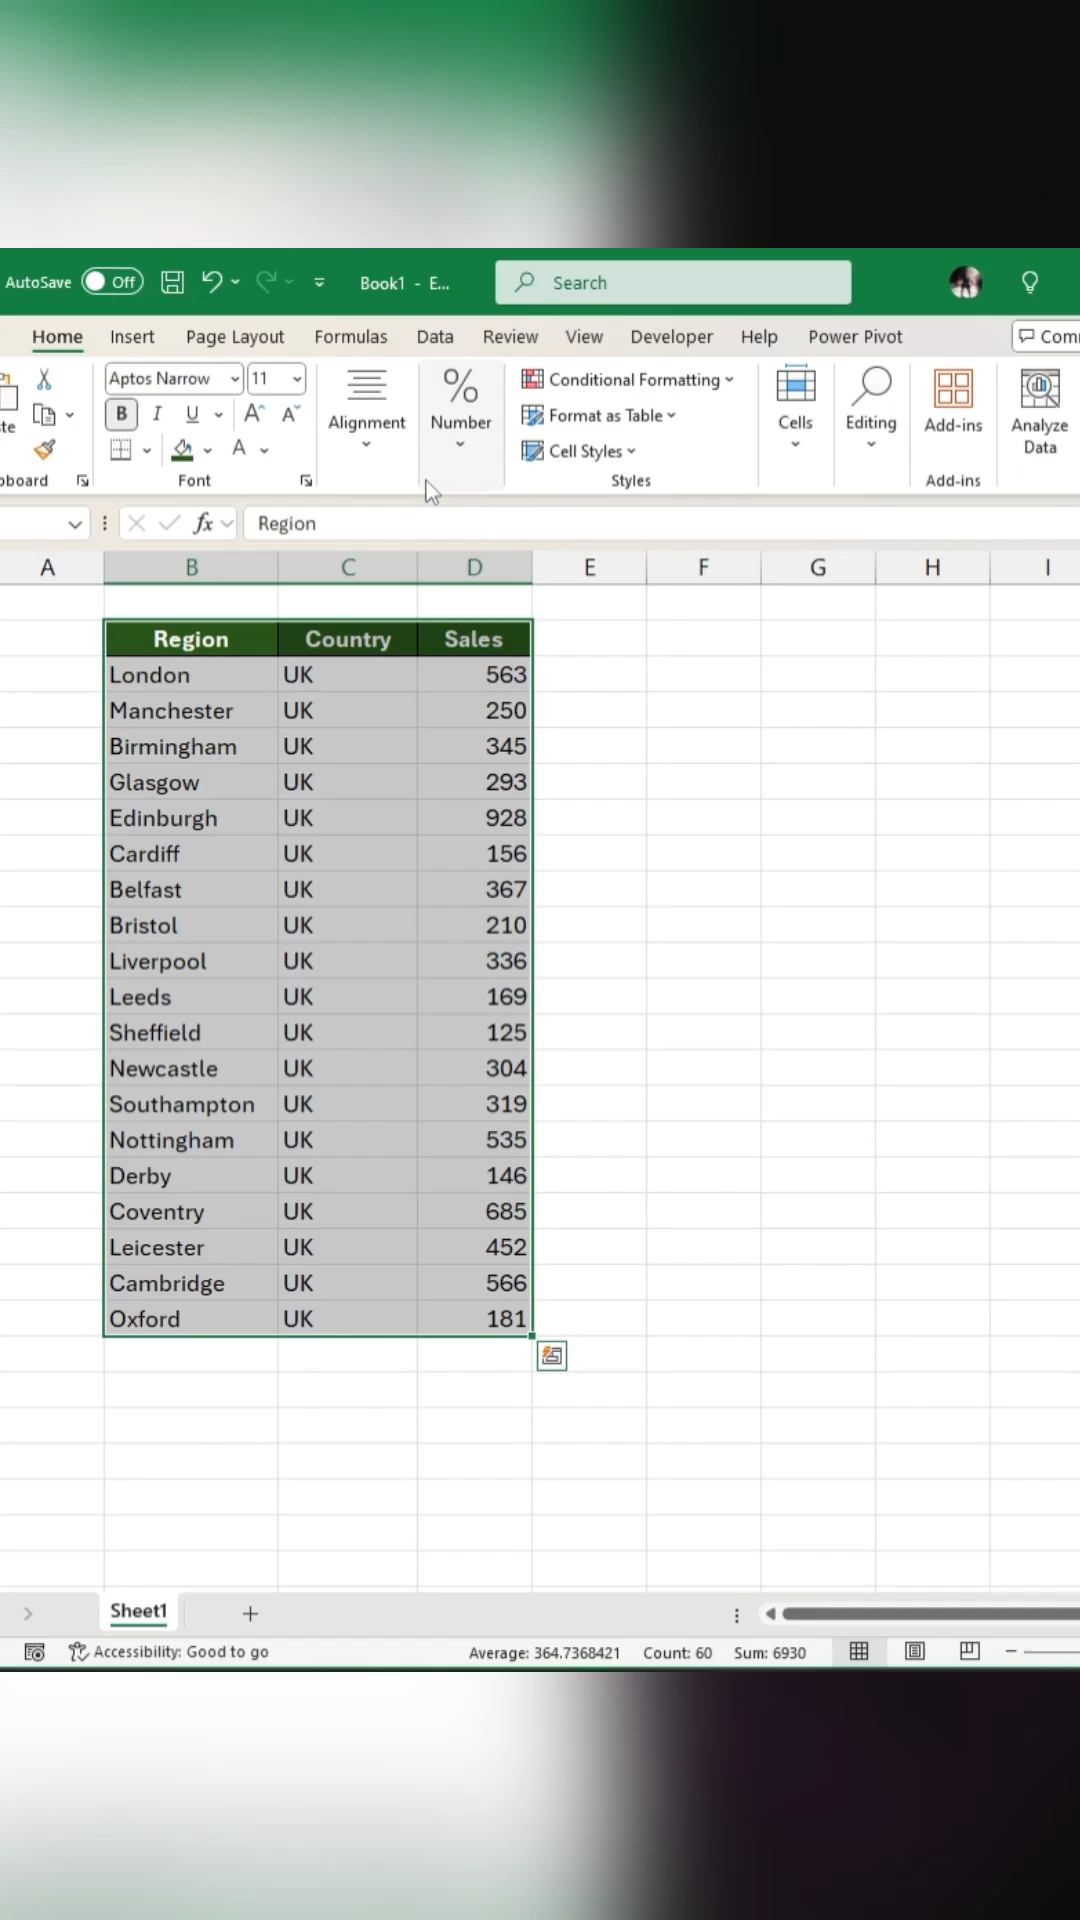 AutoSave Off Book1 - E... Search
Home Insert Page Layout Formulas Data Review View Developer Help Power Pivot Comm
Aptos Narrow 11 Alignment Number Conditional Formatting Cells Editing Add-ins Analyze Data
te B I U A^ A˅ Format as Table
A Cell Styles
board Font Styles Add-ins
fx Region
A B C D E F G H I
Region Country Sales
London UK 563
Manchester UK 250
Birmingham UK 345
Glasgow UK 293
Edinburgh UK 928
Cardiff UK 156
Belfast UK 367
Bristol UK 210
Liverpool UK 336
Leeds UK 169
Sheffield UK 125
Newcastle UK 304
Southampton UK 319
Nottingham UK 535
Derby UK 146
Coventry UK 685
Leicester UK 452
Cambridge UK 566
Oxford UK 181
Sheet1 +
Accessibility: Good to go Average: 364.7368421 Count: 60 Sum: 6930